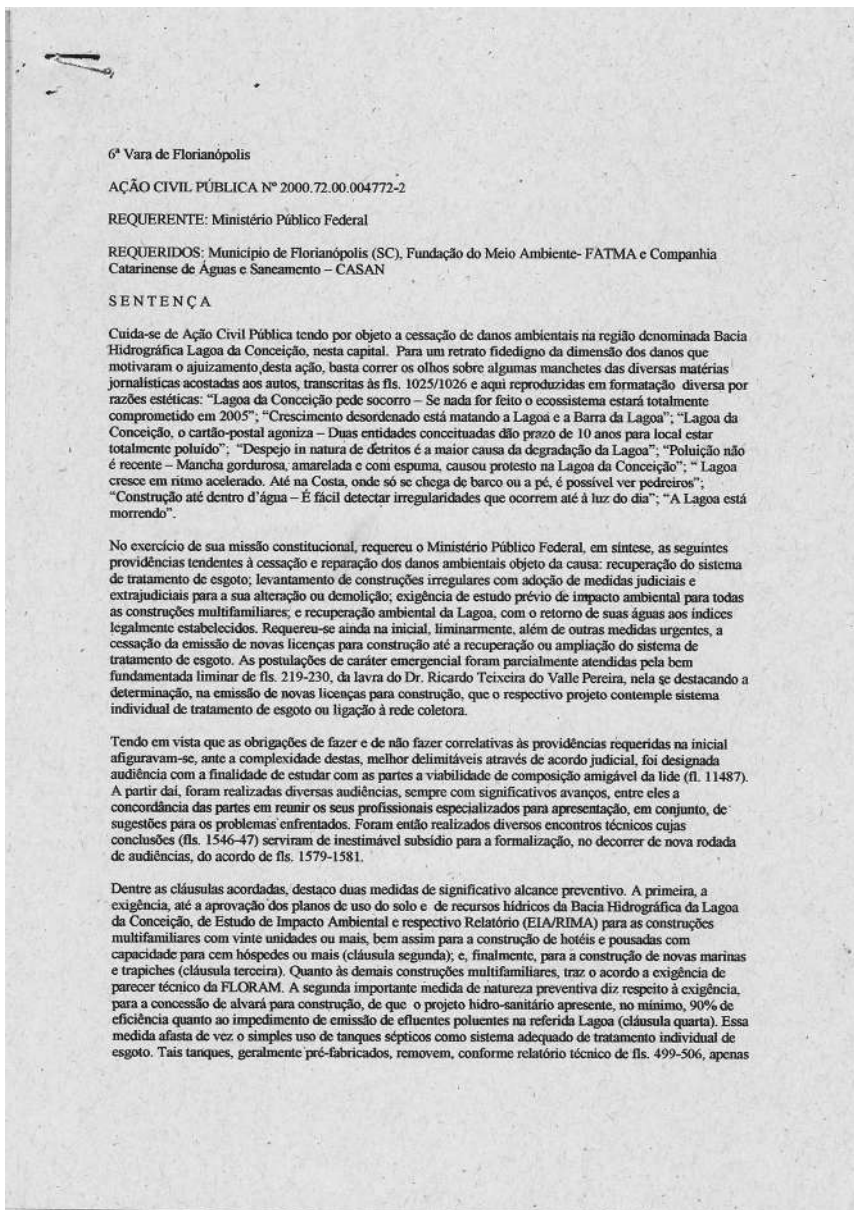 6ª Vara de Florianópolis
AÇÃO CIVIL PÚBLICA Nº 2000.72.00.004772-2
REQUERENTE: Ministério Público Federal
REQUERIDOS: Município de Florianópolis (SC), Fundação do Meio Ambiente- FATMA e Companhia
Catarinense de Águas e Saneamento – CASAN
S E N T E N Ç A
Cuida-se de Ação Civil Pública tendo por objeto a cessação de danos ambientais na região denominada Bacia
Hidrográfica Lagoa da Conceição, nesta capital. Para um retrato fidedigno da dimensão dos danos que
motivaram o ajuizamento desta ação, basta correr os olhos sobre algumas manchetes das diversas matérias
jornalísticas acostadas aos autos, transcritas às fls. 1025/1026 e aqui reproduzidas em formatação diversa por
razões estéticas: "Lagoa da Conceição pede socorro – Se nada for feito o ecossistema estará totalmente
comprometido em 2005"; "Crescimento desordenado está matando a Lagoa e a Barra da Lagoa"; "Lagoa da
Conceição, o cartão-postal agoniza – Duas entidades conceituadas dão prazo de 10 anos para local estar
totalmente poluído"; "Despejo in natura de detritos é a maior causa da degradação da Lagoa"; "Poluição não
é recente – Mancha gordurosa, amarelada e com espuma, causou protesto na Lagoa da Conceição"; " Lagoa
cresce em ritmo acelerado. Até na Costa, onde só se chega de barco ou a pé, é possível ver pedreiros";
"Construção até dentro d'água – É fácil detectar irregularidades que ocorrem até à luz do dia"; "A Lagoa está
morrendo".
No exercício de sua missão constitucional, requereu o Ministério Público Federal, em síntese, as seguintes
providências tendentes à cessação e reparação dos danos ambientais objeto da causa: recuperação do sistema
de tratamento de esgoto; levantamento de construções irregulares com adoção de medidas judiciais e
extrajudiciais para a sua alteração ou demolição; exigência de estudo prévio de impacto ambiental para todas
as construções multifamiliares; e recuperação ambiental da Lagoa, com o retorno de suas águas aos índices
legalmente estabelecidos. Requereu-se ainda na inicial, liminarmente, além de outras medidas urgentes, a
cessação da emissão de novas licenças para construção até a recuperação ou ampliação do sistema de
tratamento de esgoto. As postulações de caráter emergencial foram parcialmente atendidas pela bem
fundamentada liminar de fls. 219-230, da lavra do Dr. Ricardo Teixeira do Valle Pereira, nela se destacando a
determinação, na emissão de novas licenças para construção, que o respectivo projeto contemple sistema
individual de tratamento de esgoto ou ligação à rede coletora.
Tendo em vista que as obrigações de fazer e de não fazer correlativas às providências requeridas na inicial
afiguravam-se, ante a complexidade destas, melhor delimitáveis através de acordo judicial, foi designada
audiência com a finalidade de estudar com as partes a viabilidade de composição amigável da lide (fl. 11487).
A partir daí, foram realizadas diversas audiências, sempre com significativos avanços, entre eles a
concordância das partes em reunir os seus profissionais especializados para apresentação, em conjunto, de
sugestões para os problemas enfrentados. Foram então realizados diversos encontros técnicos cujas
conclusões (fls. 1546-47) serviram de inestimável subsídio para a formalização, no decorrer de nova rodada
de audiências, do acordo de fls. 1579-1581.
Dentre as cláusulas acordadas, destaco duas medidas de significativo alcance preventivo. A primeira, a
exigência, até a aprovação dos planos de uso do solo e de recursos hídricos da Bacia Hidrográfica da Lagoa
da Conceição, de Estudo de Impacto Ambiental e respectivo Relatório (EIA/RIMA) para as construções
multifamiliares com vinte unidades ou mais, bem assim para a construção de hotéis e pousadas com
capacidade para cem hóspedes ou mais (cláusula segunda); e, finalmente, para a construção de novas marinas
e trapiches (cláusula terceira). Quanto às demais construções multifamiliares, traz o acordo a exigência de
parecer técnico da FLORAM. A segunda importante medida de natureza preventiva diz respeito à exigência,
para a concessão de alvará para construção, de que o projeto hidro-sanitário apresente, no mínimo, 90% de
eficiência quanto ao impedimento de emissão de efluentes poluentes na referida Lagoa (cláusula quarta). Essa
medida afasta de vez o simples uso de tanques sépticos como sistema adequado de tratamento individual de
esgoto. Tais tanques, geralmente pré-fabricados, removem, conforme relatório técnico de fls. 499-506, apenas